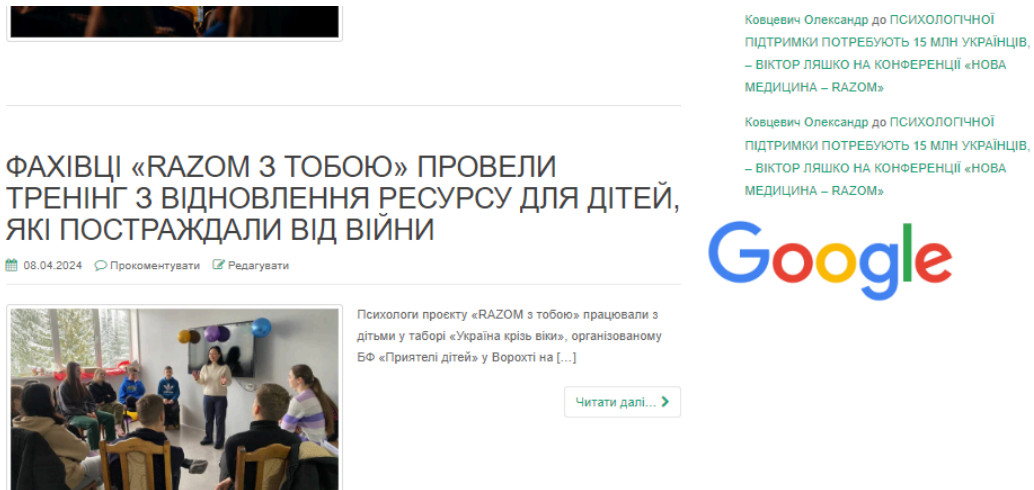 ФАХІВЦІ «RAZOM З ТОБОЮ» ПРОВЕЛИ
ТРЕНІНГ З ВІДНОВЛЕННЯ РЕСУРСУ ДЛЯ ДІТЕЙ,
ЯКІ ПОСТРАЖДАЛИ ВІД ВІЙНИ
08.04.2024 Прокоментувати Редагувати
Психологи проєкту «RAZOM з тобою» працювали з
дітьми у таборі «Україна крізь віки», організованому
БФ «Приятелі дітей» у Ворохті на […]
Читати далі…
Ковцевич Олександр до ПСИХОЛОГІЧНОЇ
ПІДТРИМКИ ПОТРЕБУЮТЬ 15 МЛН УКРАЇНЦІВ,
– ВІКТОР ЛЯШКО НА КОНФЕРЕНЦІЇ «НОВА
МЕДИЦИНА – RAZOM»
Ковцевич Олександр до ПСИХОЛОГІЧНОЇ
ПІДТРИМКИ ПОТРЕБУЮТЬ 15 МЛН УКРАЇНЦІВ,
– ВІКТОР ЛЯШКО НА КОНФЕРЕНЦІЇ «НОВА
МЕДИЦИНА – RAZOM»
Google